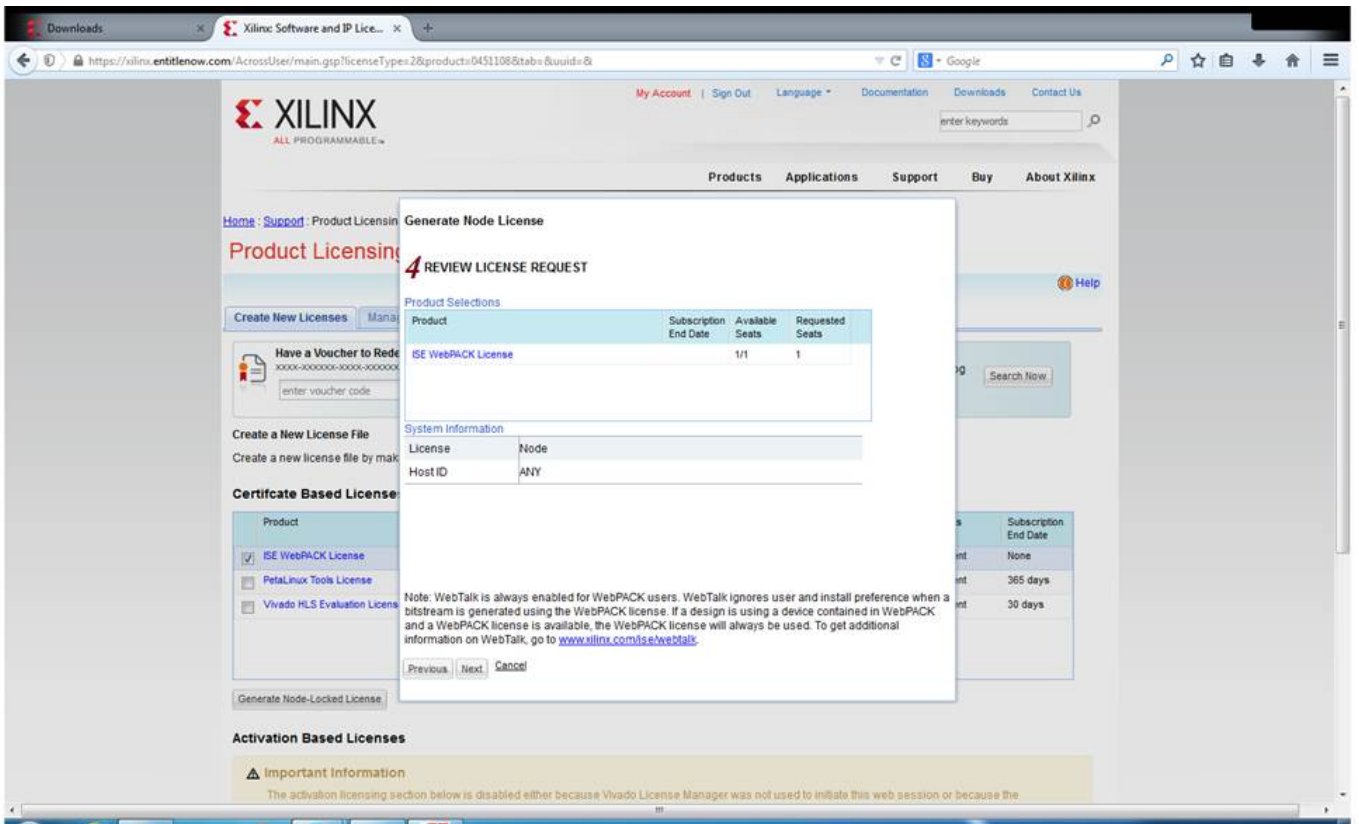 Downloads
Xilinx: Software and IP Lice...
https://xilinx.entitlenow.com/AcrossUser/main.gsp?licenseType=2&product=0451108&tab=&uuid=&
Google
XILINX
ALL PROGRAMMABLE
My Account | Sign Out Language Documentation Downloads Contact Us
enter keywords
Products Applications Support Buy About Xilinx
Home : Support : Product Licensin
Product Licensing
Help
Create New Licenses Mana
Have a Voucher to Rede
xxxx-xxxxxx-xxxx-xxxxxx
enter voucher code
og
Search Now
Create a New License File
Create a new license file by mak
Certifcate Based License
Product
s
Subscription
End Date
ISE WebPACK License
ent
None
PetaLinux Tools License
ent
365 days
Vivado HLS Evaluation Licens
ent
30 days
Generate Node-Locked License
Activation Based Licenses
Important Information
The activation licensing section below is disabled either because Vivado License Manager was not used to initiate this web session or because the
Generate Node License
4 REVIEW LICENSE REQUEST
Product Selections
Product
Subscription
End Date
Available
Seats
Requested
Seats
ISE WebPACK License 1/1 1
System Information
License Node
Host ID ANY
Note: WebTalk is always enabled for WebPACK users. WebTalk ignores user and install preference when a
bitstream is generated using the WebPACK license. If a design is using a device contained in WebPACK
and a WebPACK license is available, the WebPACK license will always be used. To get additional
information on WebTalk, go to www.xilinx.com/ise/webtalk.
Previous Next Cancel